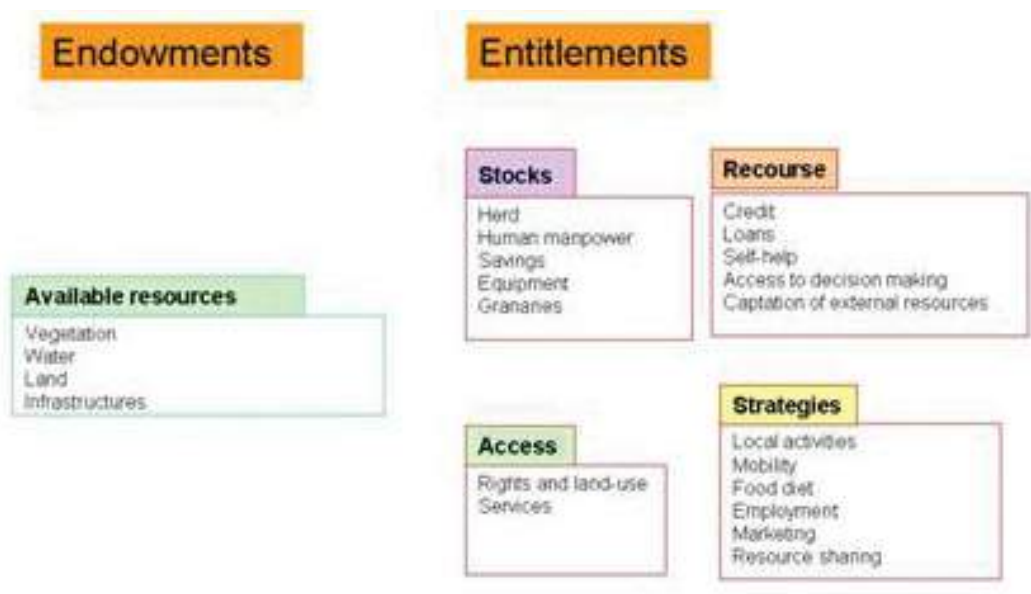 Endowments
Entitlements
Available resources
Vegetation
Water
Land
Infrastructures
Stocks
Herd
Human manpower
Savings
Equipment
Granaries
Recourse
Credit
Loans
Self-help
Access to decision making
Captation of external resources
Access
Rights and land-use
Services
Strategies
Local activities
Mobility
Food diet
Employment
Marketing
Resource sharing